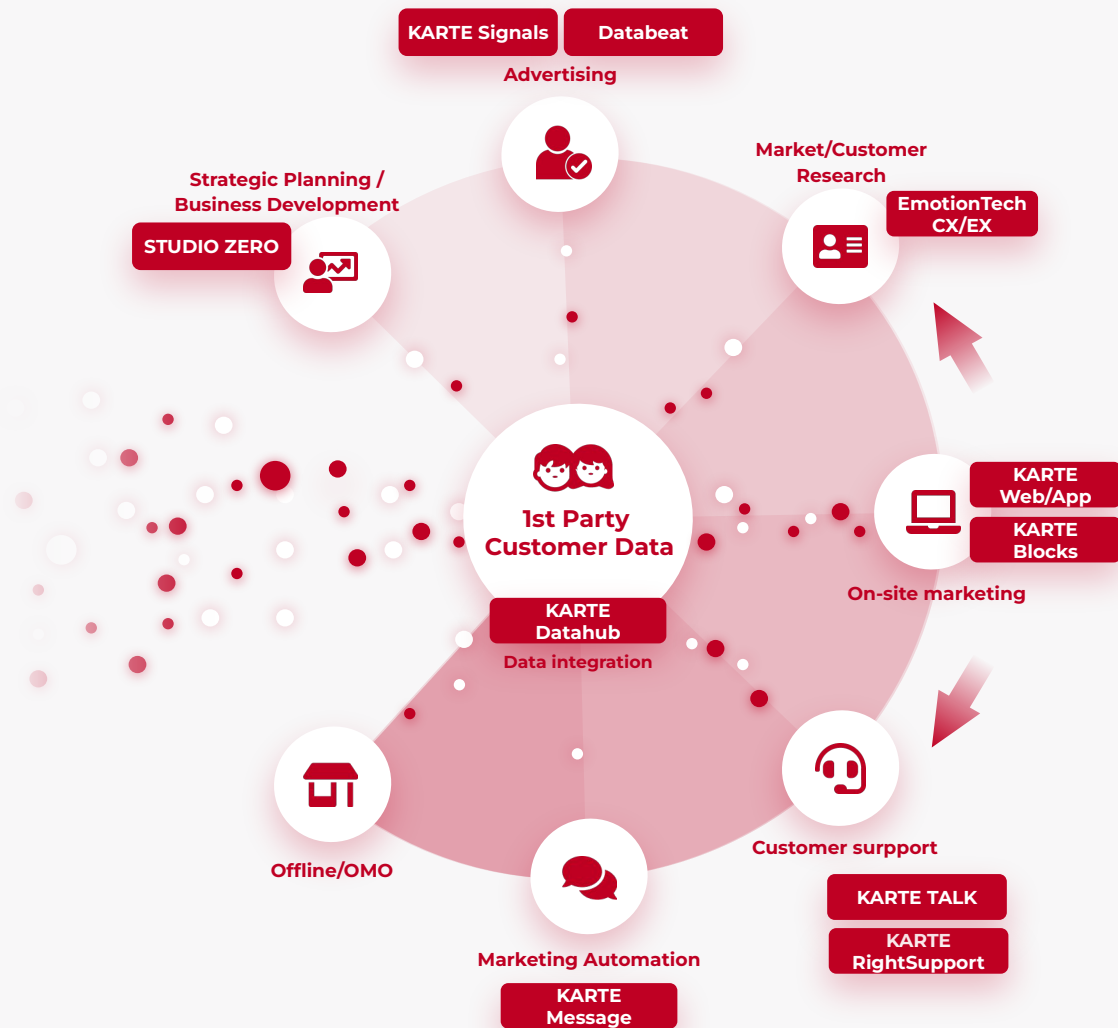 KARTE Signals
Databeat
Advertising
Market/Customer
Research
EmotionTech
CX/EX
Strategic Planning /
Business Development
STUDIO ZERO
1st Party
Customer Data
KARTE
Datahub
Data integration
KARTE
Web/App
KARTE
Blocks
On-site marketing
Customer surpport
KARTE TALK
KARTE
RightSupport
Offline/OMO
Marketing Automation
KARTE
Message